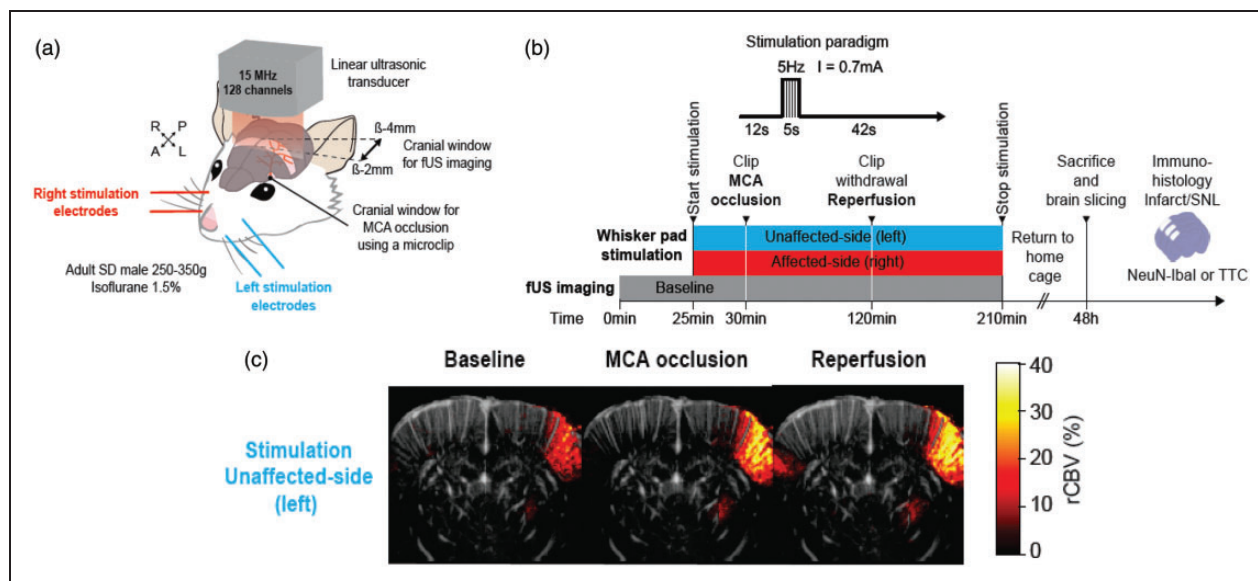 (a)
15 MHz
128 channels
Linear ultrasonic
transducer
R P
A L
ß-4mm
Cranial window
for fUS imaging
ß-2mm
Right stimulation
electrodes
Cranial window for
MCA occlusion
using a microclip
Adult SD male 250-350g
Isoflurane 1.5%
Left stimulation
electrodes
(b)
Stimulation paradigm
5Hz I = 0.7mA
12s 5s 42s
Start stimulation
Clip
MCA
occlusion
Clip
withdrawal
Reperfusion
Stop stimulation
Sacrifice
and
brain slicing
Immuno-
histology
Infarct/SNL
Whisker pad
stimulation
Unaffected-side (left)
Affected-side (right)
Return to
home
cage
NeuN-Ibal or TTC
fUS imaging
Baseline
Time 0min 25min 30min 120min 210min 48h
(c)
Baseline MCA occlusion Reperfusion
Stimulation
Unaffected-side
(left)
40
30
20
10
0
rCBV (%)